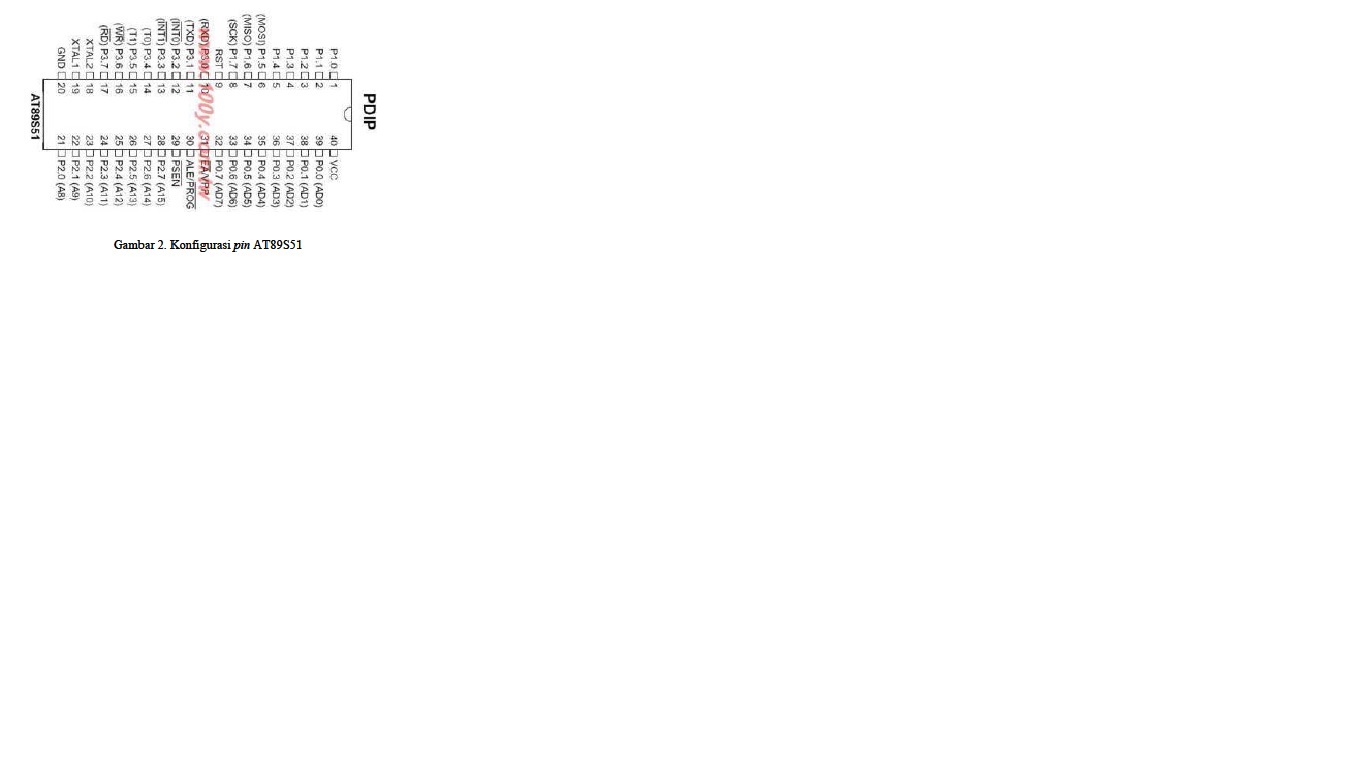 PDIP
P1.0 1
P1.1 2
P1.2 3
P1.3 4
P1.4 5
(MOSI) P1.5 6
(MISO) P1.6 7
(SCK) P1.7 8
RST 9
(RXD) P3.0 10
(TXD) P3.1 11
(INT0) P3.2 12
(INT1) P3.3 13
(T0) P3.4 14
(T1) P3.5 15
(WR) P3.6 16
(RD) P3.7 17
XTAL2 18
XTAL1 19
GND 20
40 VCC
39 P0.0 (AD0)
38 P0.1 (AD1)
37 P0.2 (AD2)
36 P0.3 (AD3)
35 P0.4 (AD4)
34 P0.5 (AD5)
33 P0.6 (AD6)
32 P0.7 (AD7)
31 EA/VPP
30 ALE/PROG
29 PSEN
28 P2.7 (A15)
27 P2.6 (A14)
26 P2.5 (A13)
25 P2.4 (A12)
24 P2.3 (A11)
23 P2.2 (A10)
22 P2.1 (A9)
21 P2.0 (A8)
AT89S51
Gambar 2. Konfigurasi pin AT89S51